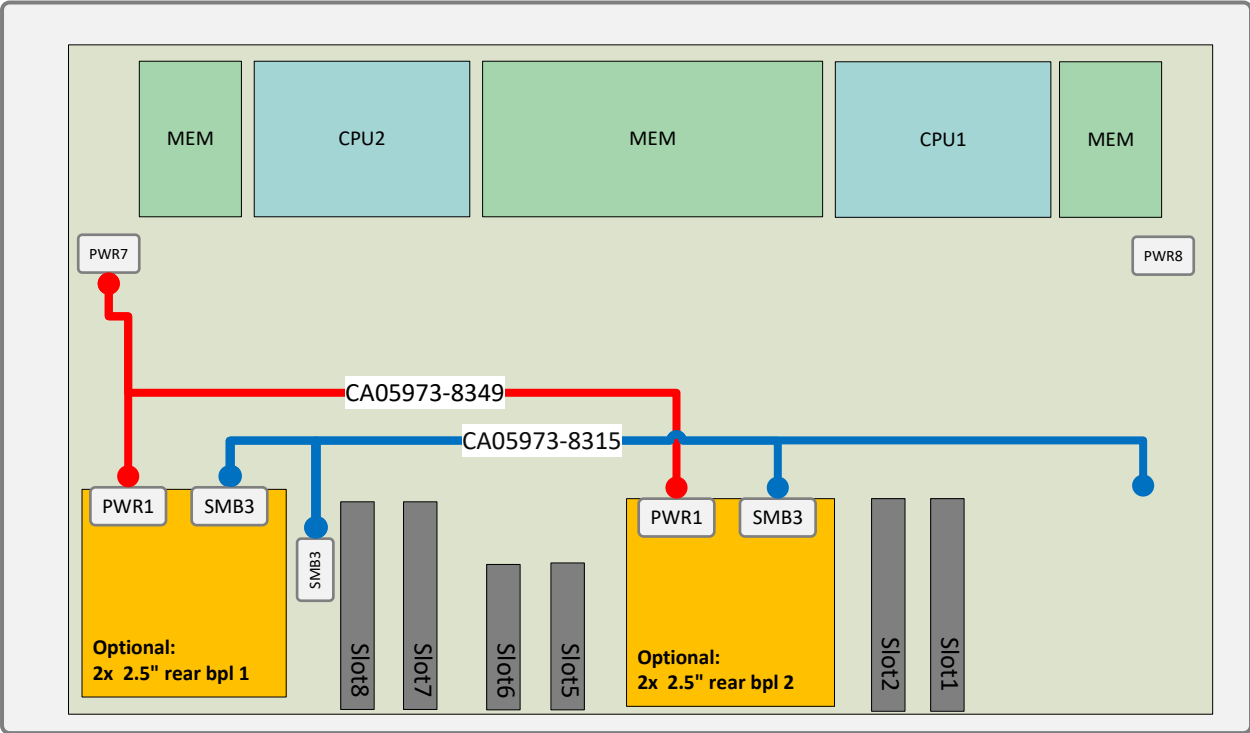 MEM
CPU2
MEM
CPU1
MEM
PWR7
PWR8
CA05973-8349
CA05973-8315
PWR1
SMB3
PWR1
SMB3
SMB3
Optional:
2x  2.5" rear bpl 1
Slot8
Slot7
Slot6
Slot5
Optional:
2x  2.5" rear bpl 2
Slot2
Slot1